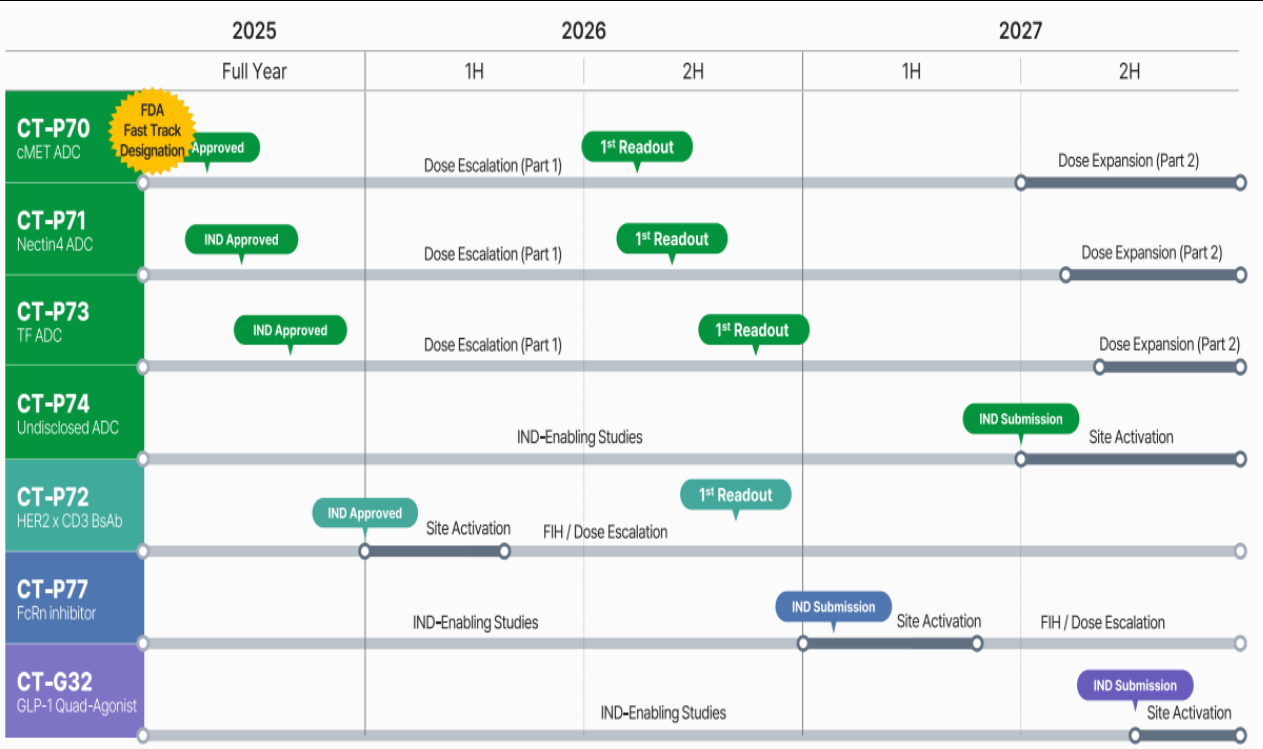 2025 2026 2027
Full Year 1H 2H 1H 2H
CT-P70
cMET ADC
FDA
Fast Track
Designation
Approved
Dose Escalation (Part 1)
1st Readout
Dose Expansion (Part 2)
CT-P71
Nectin4 ADC
IND Approved
Dose Escalation (Part 1)
1st Readout
Dose Expansion (Part 2)
CT-P73
TF ADC
IND Approved
Dose Escalation (Part 1)
1st Readout
Dose Expansion (Part 2)
CT-P74
Undisclosed ADC
IND-Enabling Studies
IND Submission
Site Activation
CT-P72
HER2 x CD3 BsAb
IND Approved
Site Activation
FIH / Dose Escalation
1st Readout
CT-P77
FcRn inhibitor
IND-Enabling Studies
IND Submission
Site Activation
FIH / Dose Escalation
CT-G32
GLP-1 Quad-Agonist
IND-Enabling Studies
IND Submission
Site Activation